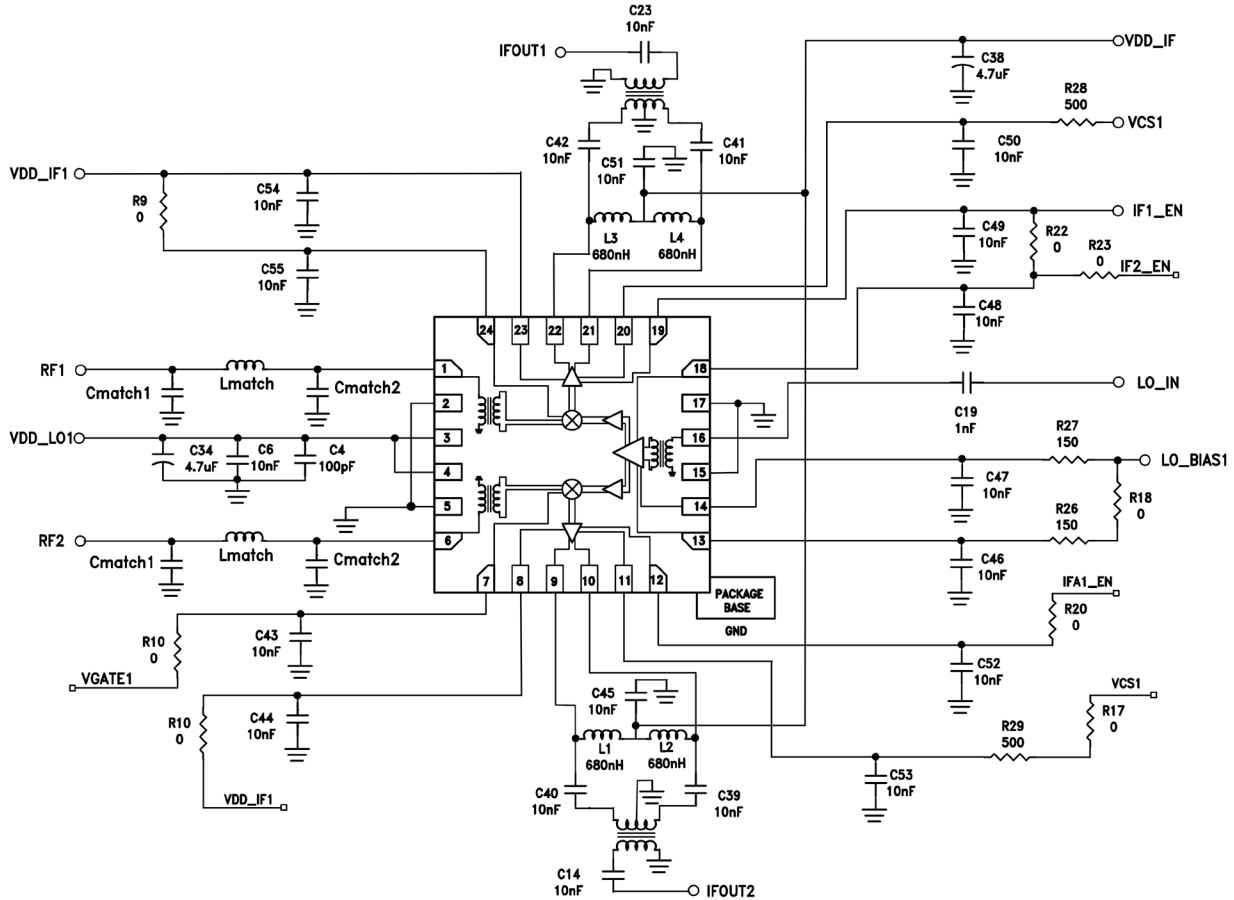 C23
10nF
IFOUT1
VDD_IF
C38
4.7uF
R28
500
VCS1
C42
10nF
C51
10nF
C41
10nF
C50
10nF
VDD_IF1
R9
0
C54
10nF
L3
680nH
L4
680nH
IF1_EN
C49
10nF
R22
0
R23
0
IF2_EN
C55
10nF
C48
10nF
24
23
22
21
20
19
RF1
Cmatch1
Lmatch
Cmatch2
1
18
LO_IN
C19
1nF
2
17
VDD_LO1
C34
4.7uF
C6
10nF
C4
100pF
3
16
R27
150
LO_BIAS1
4
15
C47
10nF
R18
0
5
14
R26
150
RF2
Cmatch1
Lmatch
Cmatch2
6
13
C46
10nF
7
8
9
10
11
12
PACKAGE
BASE
GND
IFA1_EN
R20
0
C43
10nF
R10
0
C52
10nF
VGATE1
C45
10nF
VCS1
R10
0
C44
10nF
R17
0
L1
680nH
L2
680nH
R29
500
C53
10nF
VDD_IF1
C40
10nF
C39
10nF
C14
10nF
IFOUT2